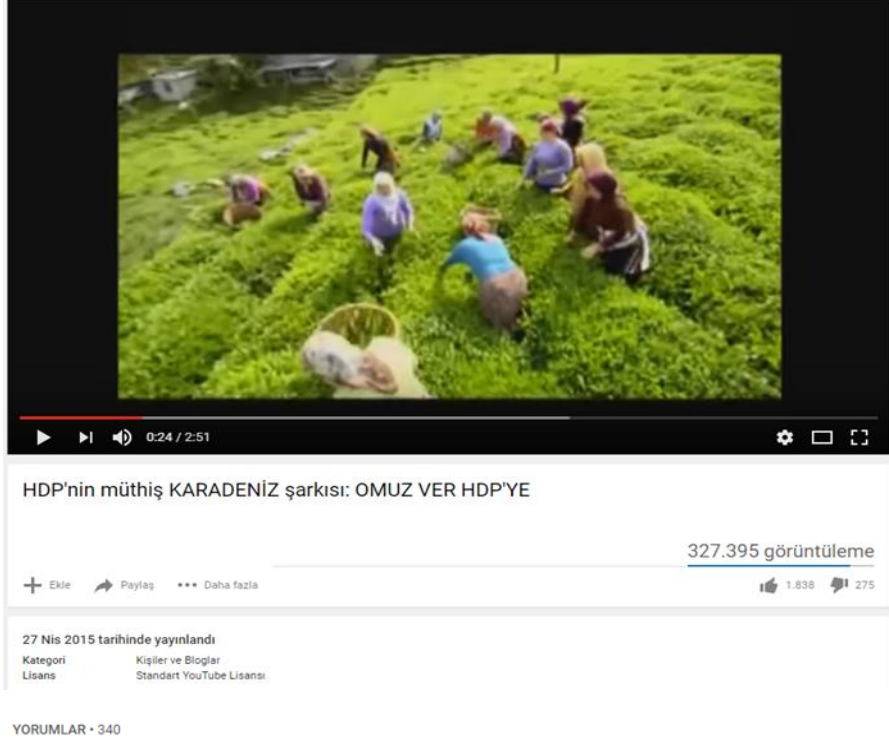 0:24 / 2:51
HDP'nin müthiş KARADENİZ şarkısı: OMUZ VER HDP'YE
327.395 görüntüleme
Ekle Paylaş Daha fazla 1.838 275
27 Nis 2015 tarihinde yayınlandı
Kategori Kişiler ve Bloglar
Lisans Standart YouTube Lisansı
YORUMLAR • 340